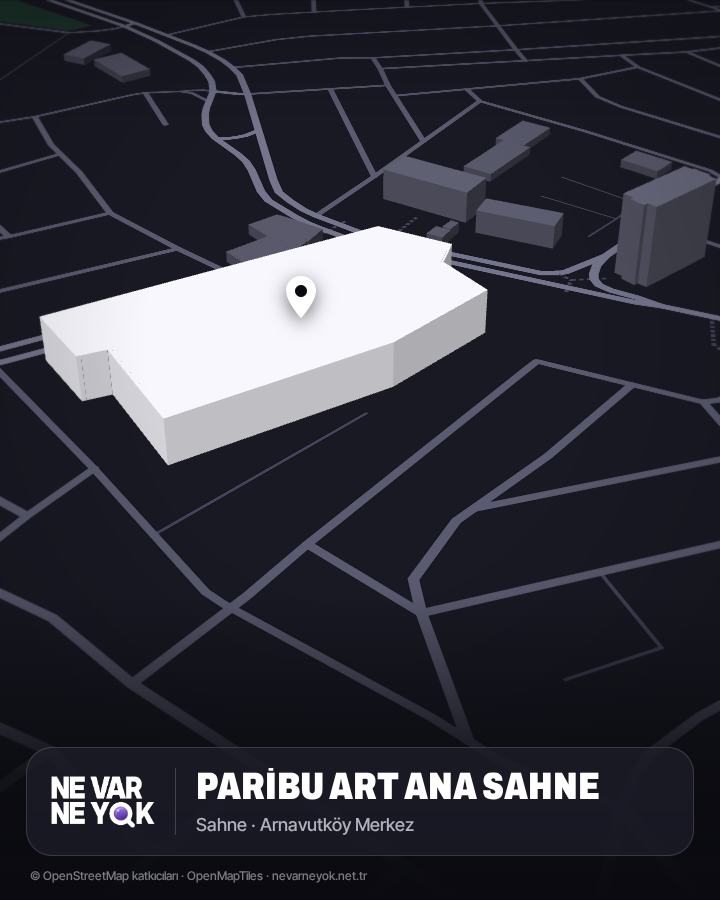 NE VAR
NE YOK
PARİBU ART ANA SAHNE
Sahne · Arnavutköy Merkez
© OpenStreetMap katkıcıları · OpenMapTiles · nevarneyok.net.tr